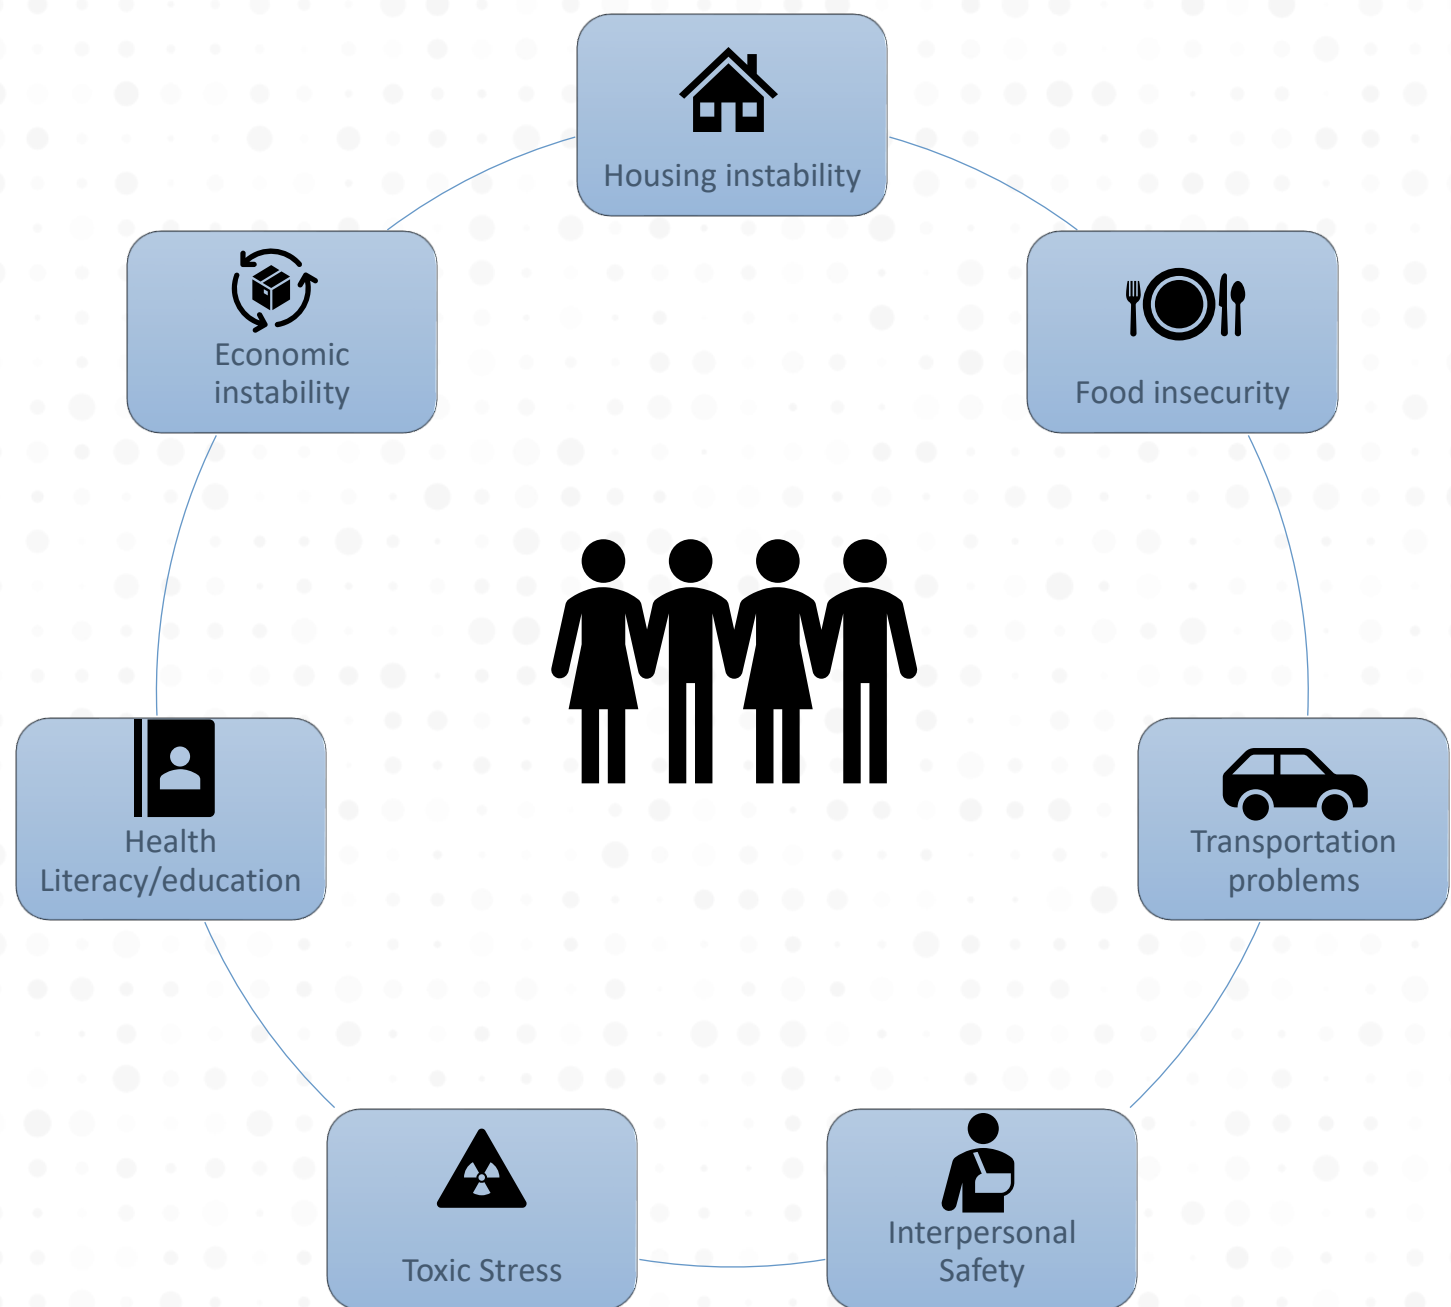 Housing instability
Food insecurity
Transportation
problems
Interpersonal
Safety
Toxic Stress
Health
Literacy/education
Economic
instability